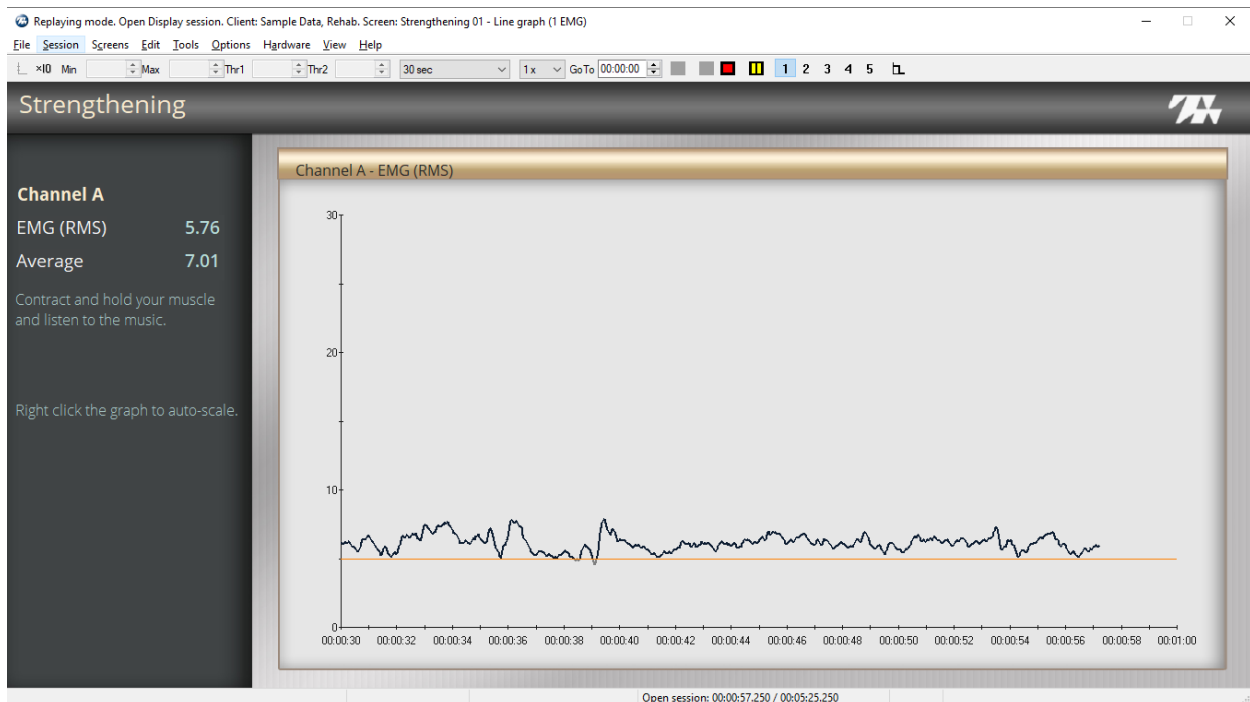 Replaying mode. Open Display session. Client: Sample Data, Rehab. Screen: Strengthening 01 - Line graph (1 EMG)
File Session Screens Edit Tools Options Hardware View Help
×10 Min Max Thr1 Thr2 30 sec 1 x GoTo 00:00:00 1 2 3 4 5
Strengthening
Channel A
EMG (RMS) 5.76
Average 7.01
Contract and hold your muscle
and listen to the music.
Right click the graph to auto-scale.
Channel A - EMG (RMS)
30
20
10
0
00:00:30 00:00:32 00:00:34 00:00:36 00:00:38 00:00:40 00:00:42 00:00:44 00:00:46 00:00:48 00:00:50 00:00:52 00:00:54 00:00:56 00:00:58 00:01:00
Open session: 00:00:57.250 / 00:05:25.250